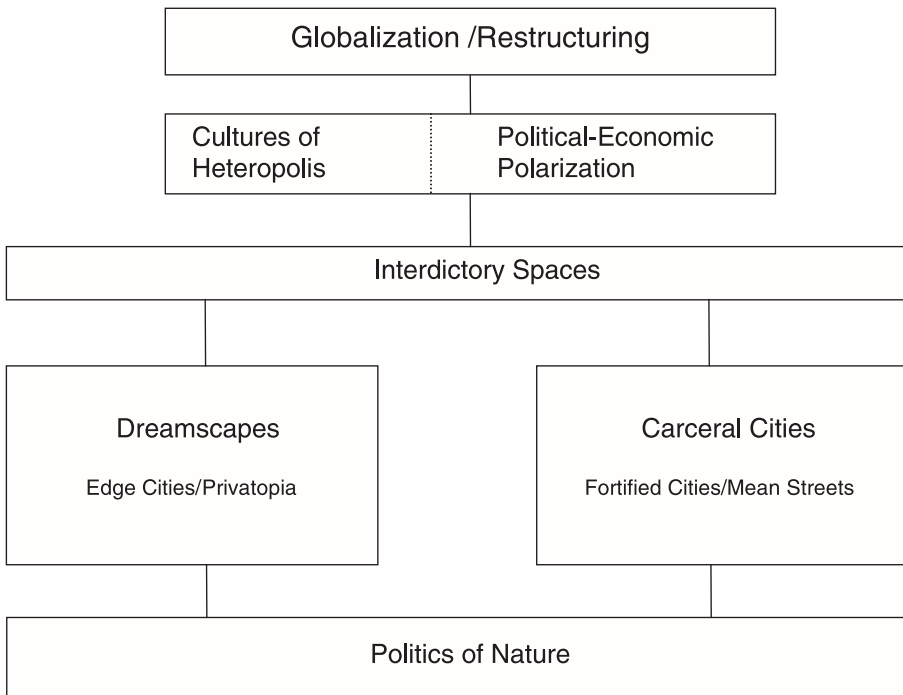 Globalization /Restructuring
Cultures of
Heteropolis
Political-Economic
Polarization
Interdictory Spaces
Dreamscapes
Edge Cities/Privatopia
Carceral Cities
Fortified Cities/Mean Streets
Politics of Nature